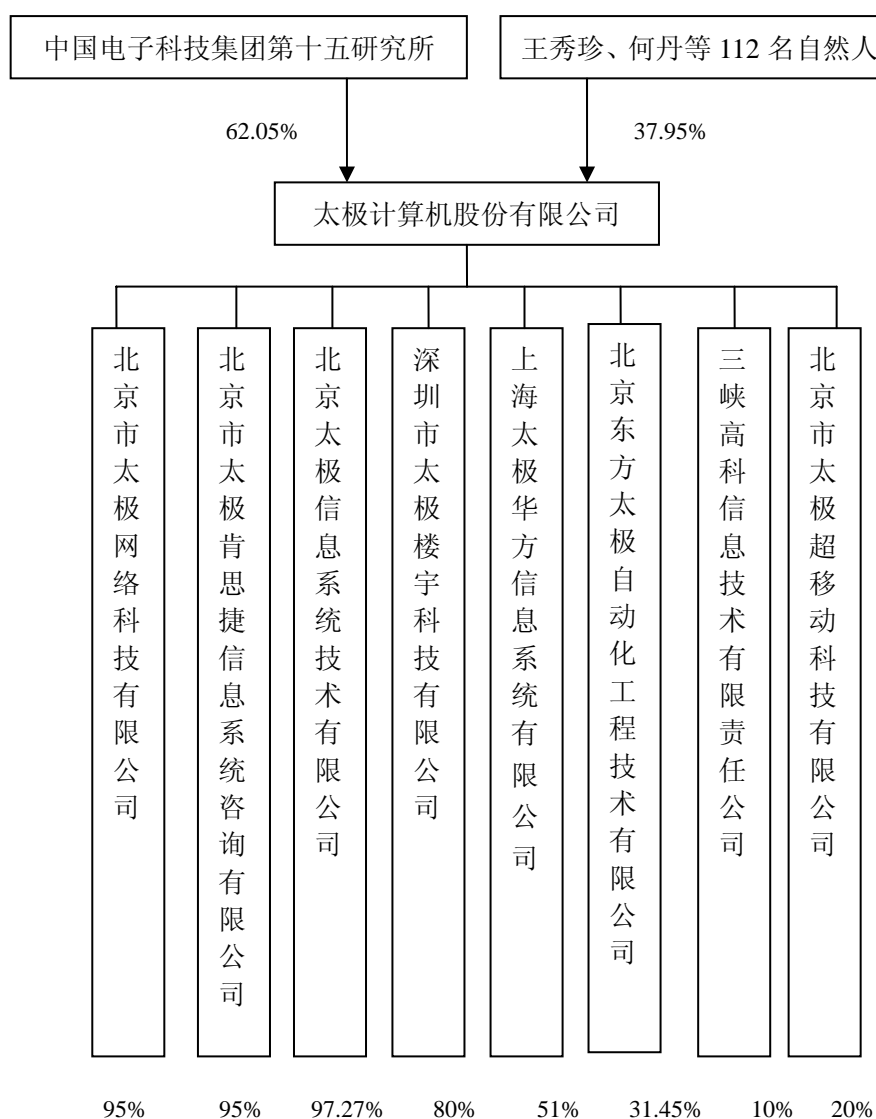 中国电子科技集团第十五研究所
王秀珍、何丹等 112 名自然人
62.05%
37.95%
太极计算机股份有限公司
北京市太极网络科技有限公司
北京市太极肯思捷信息系统咨询有限公司
北京太极信息系统技术有限公司
深圳市太极楼宇科技有限公司
上海太极华方信息系统有限公司
北京东方太极自动化工程技术有限公司
三峡高科信息技术有限责任公司
北京市太极超移动科技有限公司
95%
95%
97.27%
80%
51%
31.45%
10%
20%